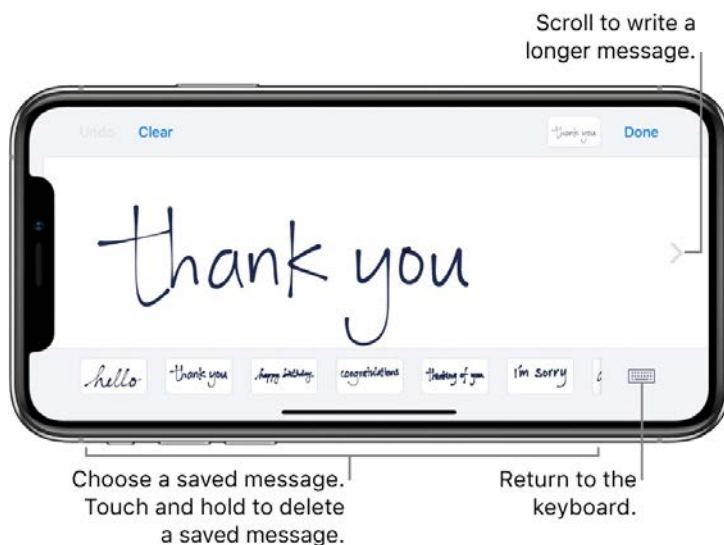 Scroll to write a
longer message.
Undo Clear thank you Done
thank you
hello thank you happy birthday. congratulations thinking of you I'm sorry
Choose a saved message.
Touch and hold to delete
a saved message.
Return to the
keyboard.